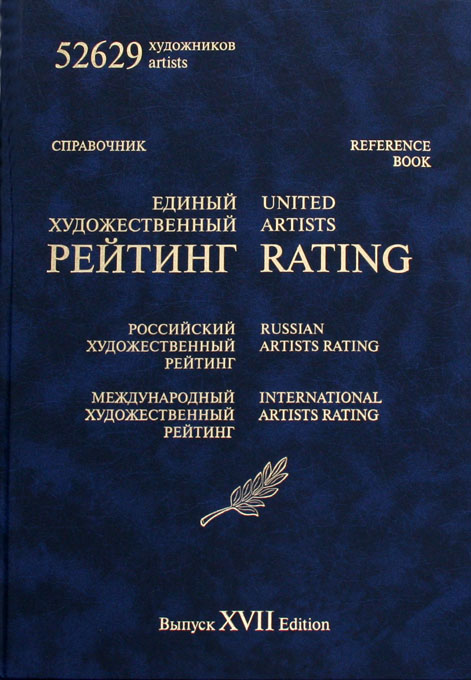 52629 художников
artists
СПРАВОЧНИК
REFERENCE
BOOK
ЕДИНЫЙ
ХУДОЖЕСТВЕННЫЙ
РЕЙТИНГ
UNITED
ARTISTS
RATING
РОССИЙСКИЙ
ХУДОЖЕСТВЕННЫЙ
РЕЙТИНГ
RUSSIAN
ARTISTS RATING
МЕЖДУНАРОДНЫЙ
ХУДОЖЕСТВЕННЫЙ
РЕЙТИНГ
INTERNATIONAL
ARTISTS RATING
Выпуск XVII Edition